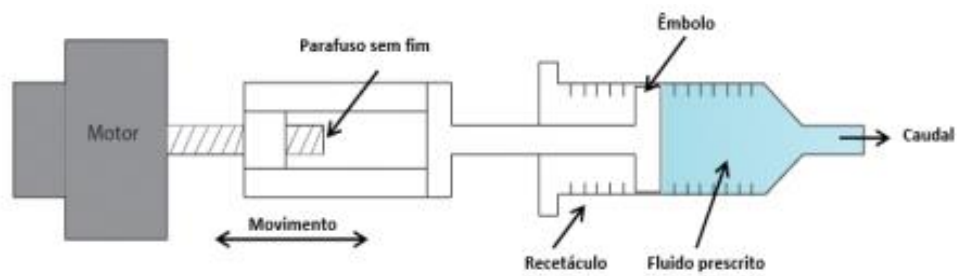 Êmbolo
Parafuso sem fim
Motor
Caudal
Movimento
Recetáculo
Fluido prescrito